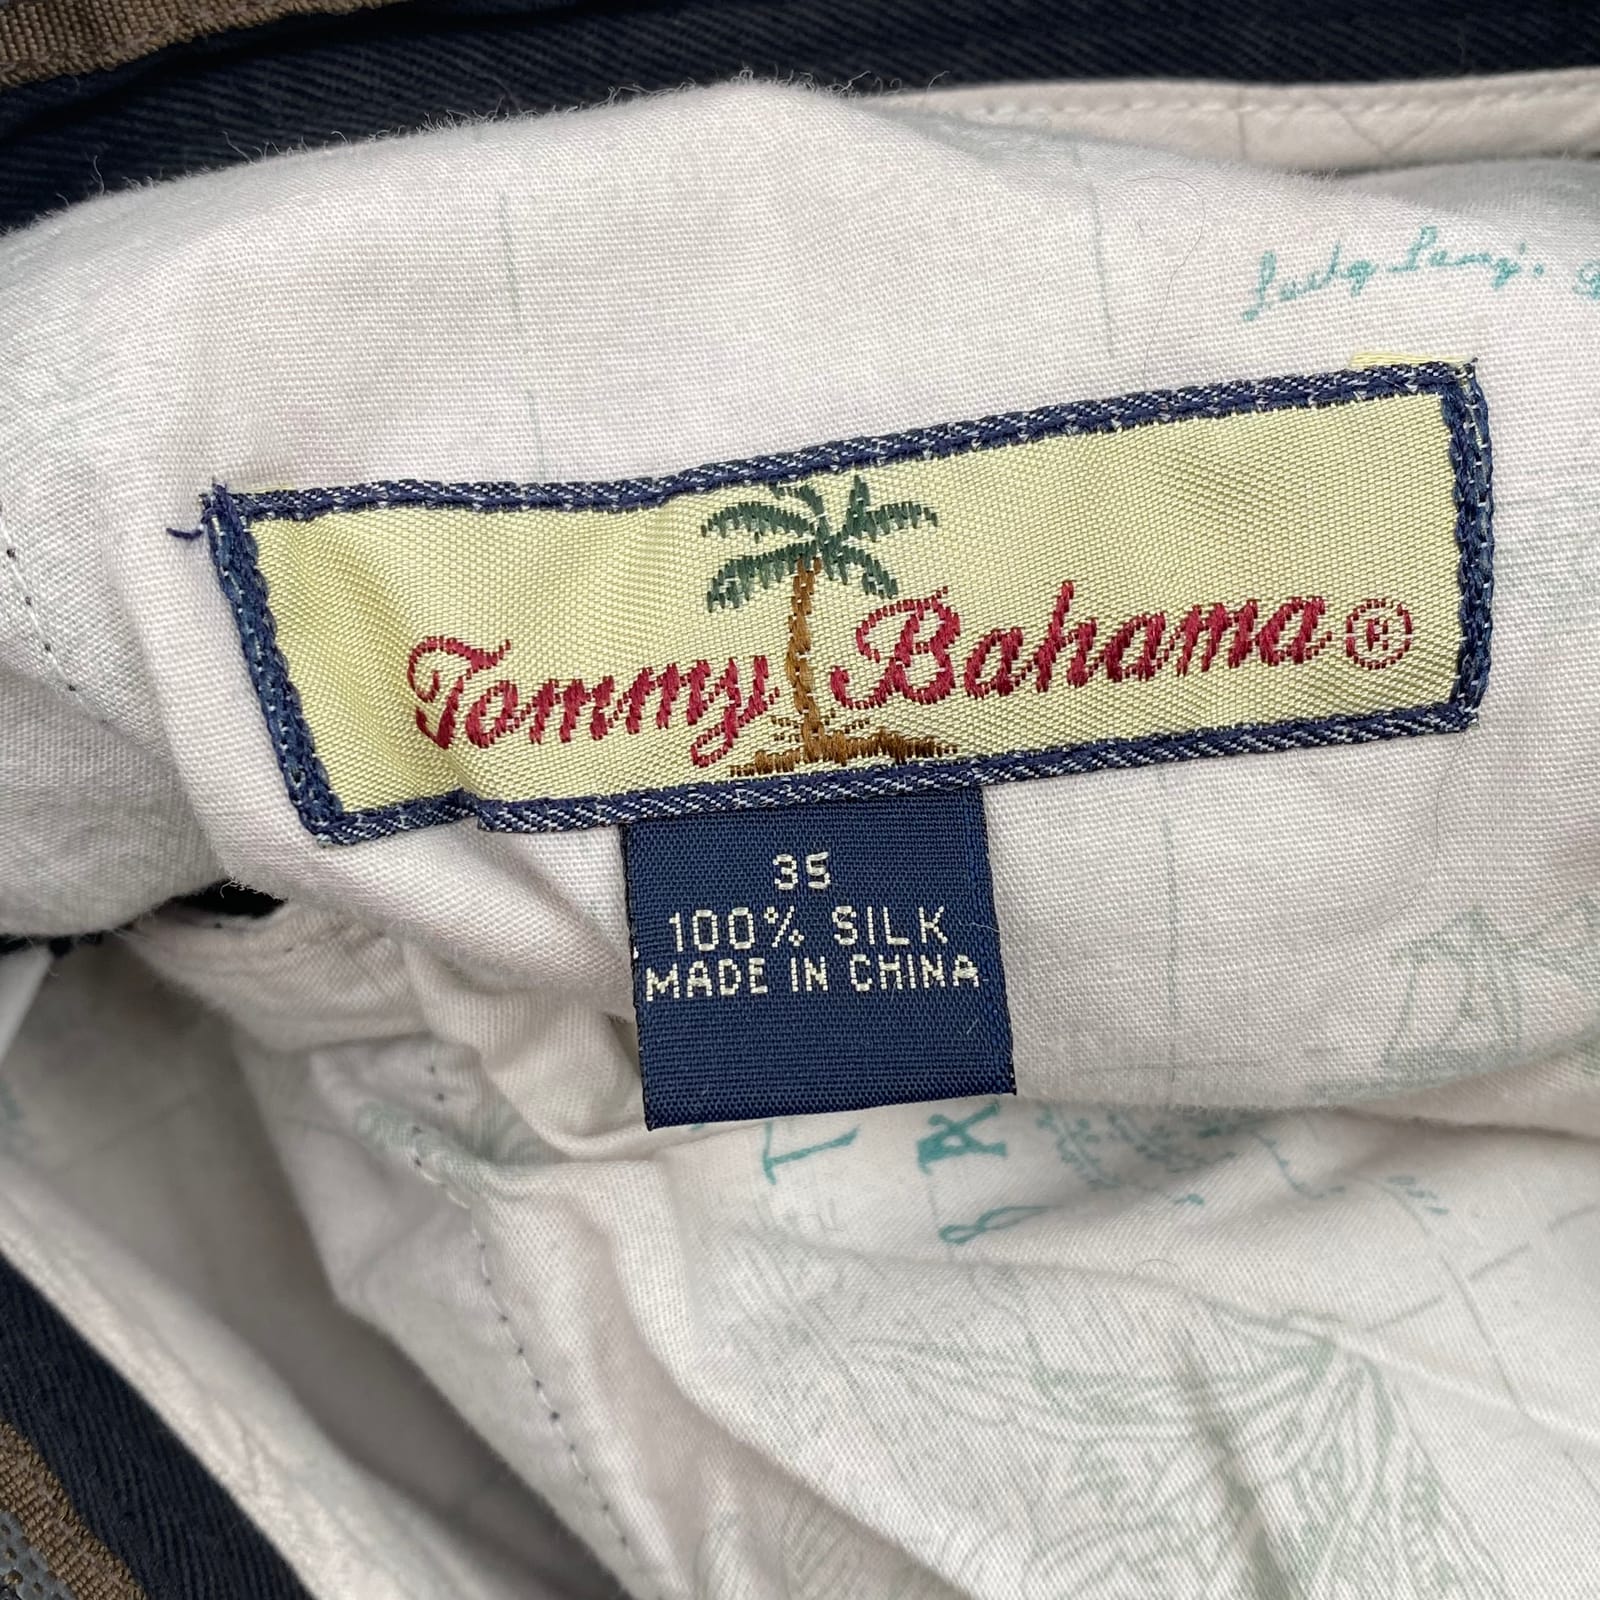 Tommy Bahama®
35
100% SILK
MADE IN CHINA